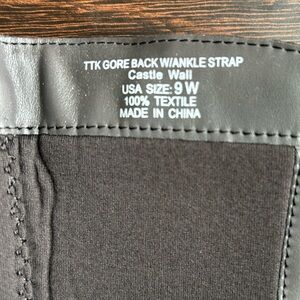 TTK GORE BACK W/ANKLE STRAP
Castle Wall
USA SIZE: 9 W
100% TEXTILE
MADE IN CHINA